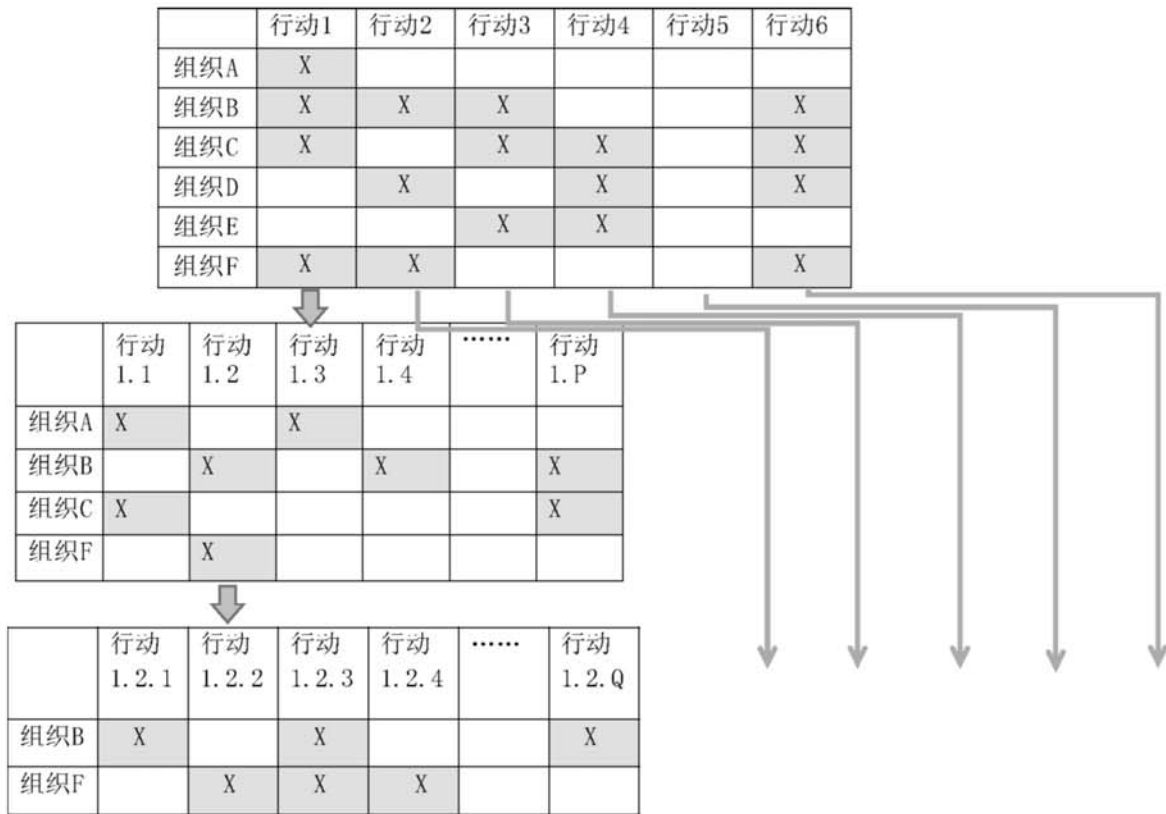 行动1 行动2 行动3 行动4 行动5 行动6
组织A X
组织B X X X X
组织C X X X X
组织D X X X
组织E X X
组织F X X X
行动 行动 行动 行动 …… 行动
1.1 1.2 1.3 1.4 1.P
组织A X X
组织B X X X
组织C X X
组织F X
行动 行动 行动 行动 …… 行动
1.2.1 1.2.2 1.2.3 1.2.4 1.2.Q
组织B X X X
组织F X X X